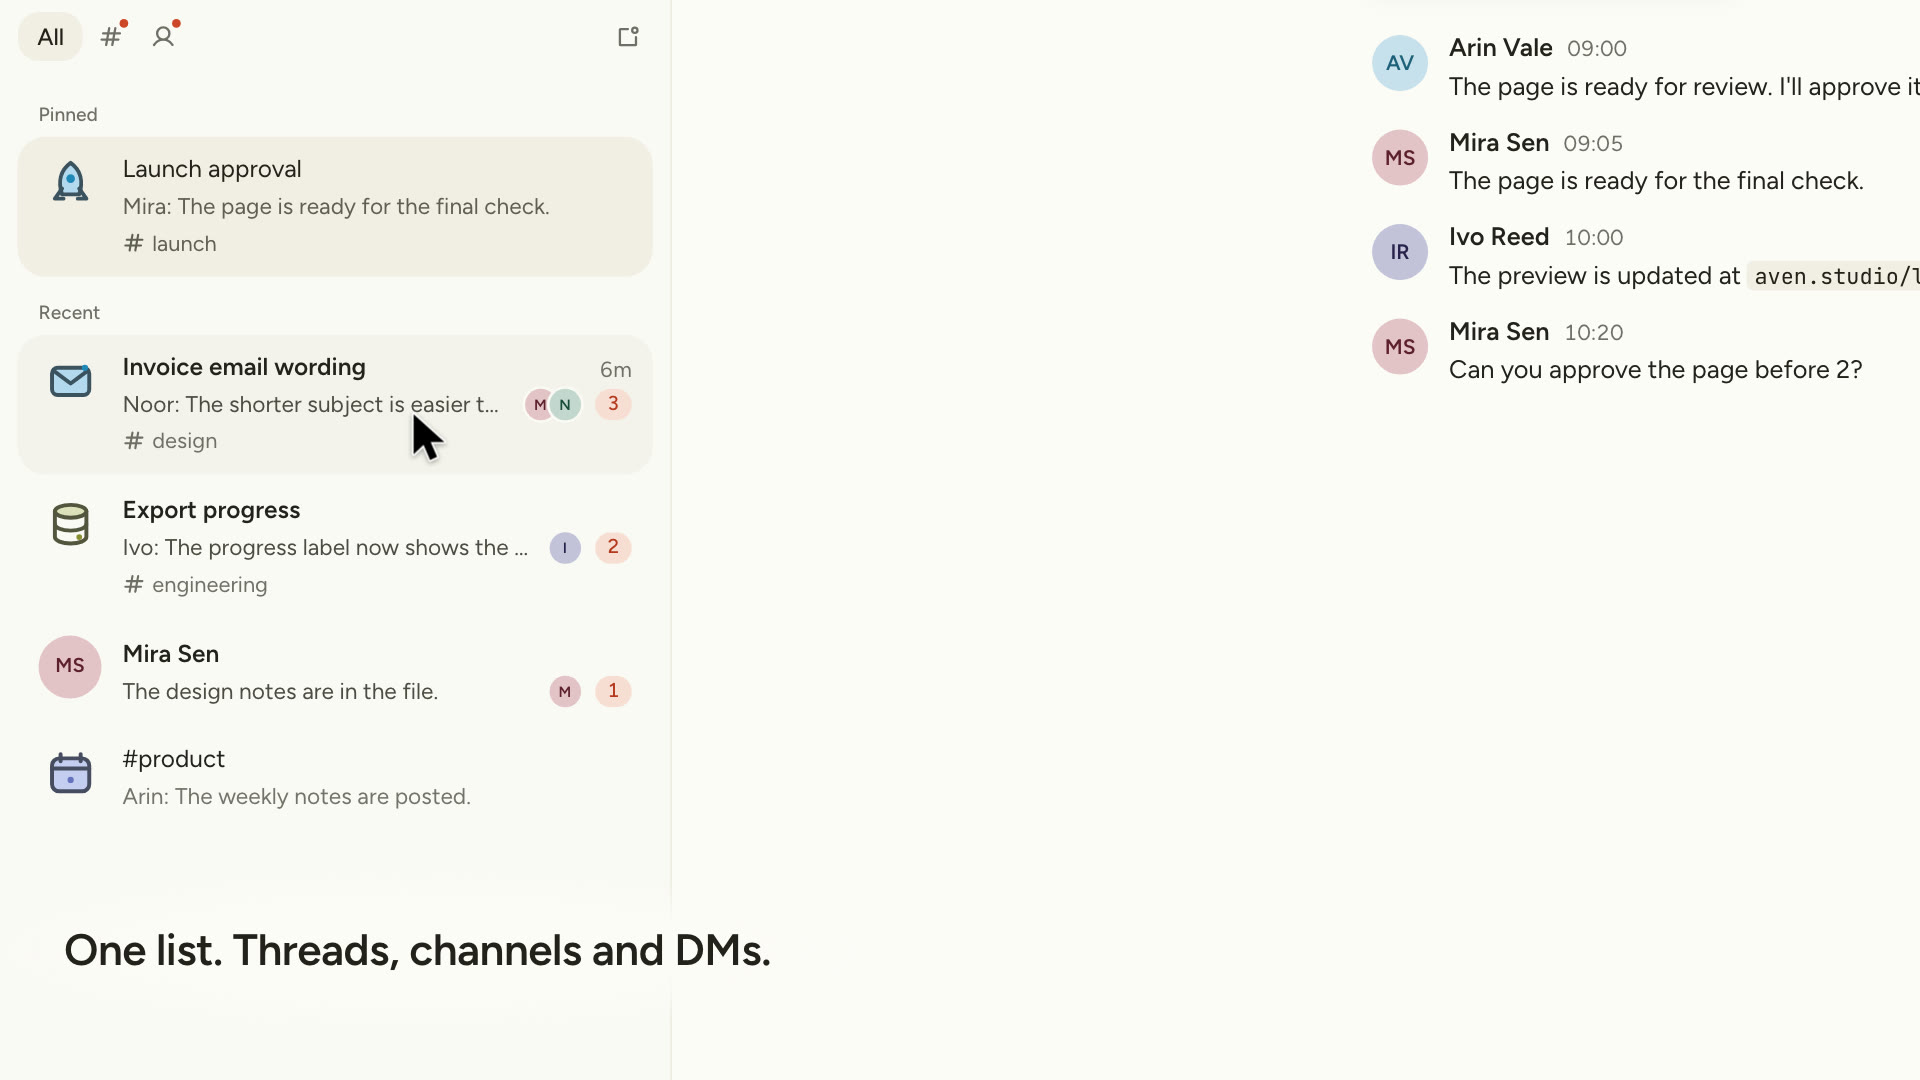 All
Pinned
Launch approval
Mira: The page is ready for the final check.
# launch
Recent
Invoice email wording 6m
Noor: The shorter subject is easier t... M N 3
# design
Export progress
Ivo: The progress label now shows the ... I 2
# engineering
MS Mira Sen
The design notes are in the file. M 1
#product
Arin: The weekly notes are posted.
One list. Threads, channels and DMs.
AV Arin Vale 09:00
The page is ready for review. I'll approve it
MS Mira Sen 09:05
The page is ready for the final check.
IR Ivo Reed 10:00
The preview is updated at aven.studio/l
MS Mira Sen 10:20
Can you approve the page before 2?